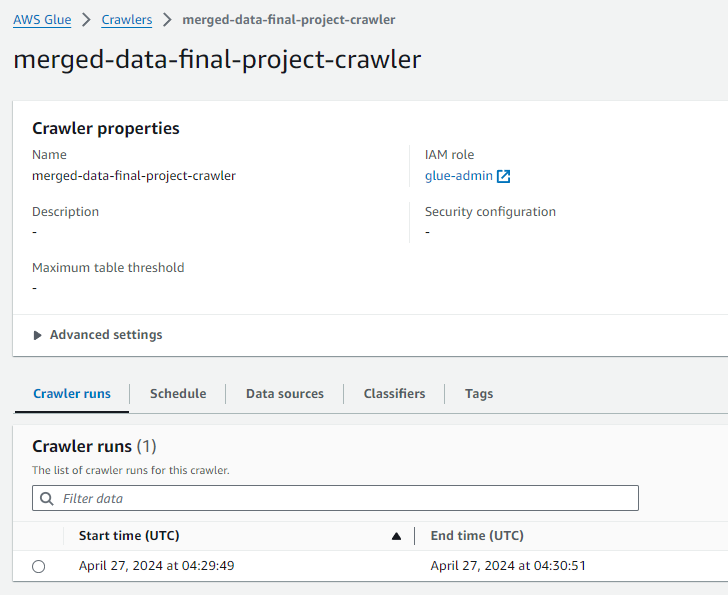 AWS Glue > Crawlers > merged-data-final-project-crawler
merged-data-final-project-crawler
Crawler properties
Name
merged-data-final-project-crawler
IAM role
glue-admin
Description
-
Security configuration
-
Maximum table threshold
-
Advanced settings
Crawler runs
Schedule
Data sources
Classifiers
Tags
Crawler runs (1)
The list of crawler runs for this crawler.
Filter data
Start time (UTC)
End time (UTC)
April 27, 2024 at 04:29:49
April 27, 2024 at 04:30:51